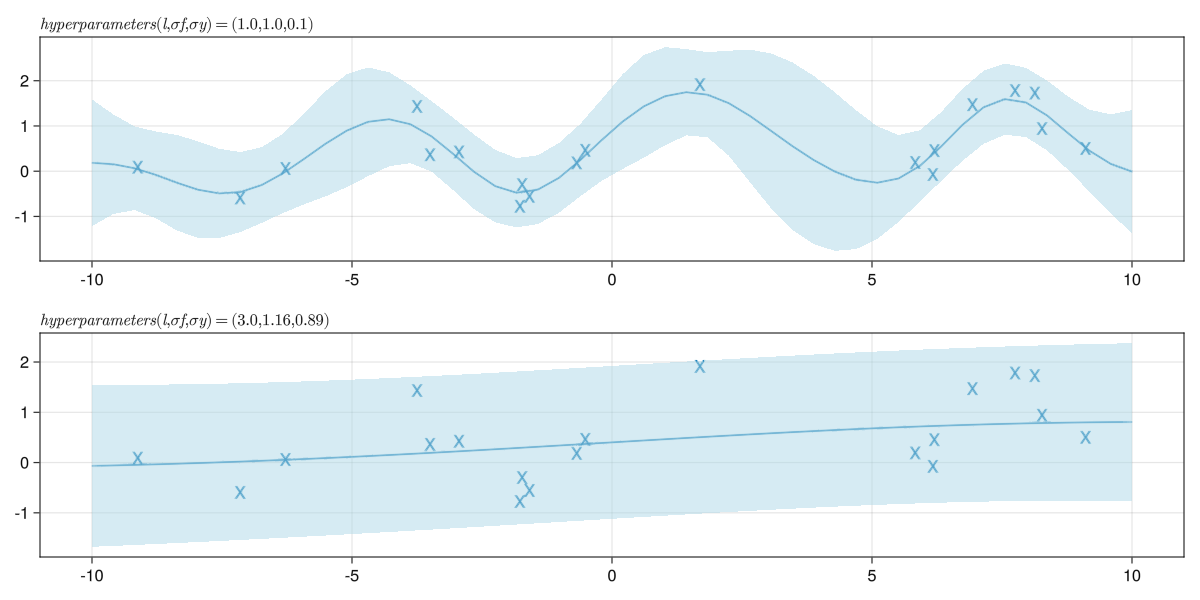 hyperparameters(l,σf,σy) = (1.0,1.0,0.1)
2
1
0
-1
-10 -5 0 5 10
hyperparameters(l,σf,σy) = (3.0,1.16,0.89)
2
1
0
-1
-10 -5 0 5 10